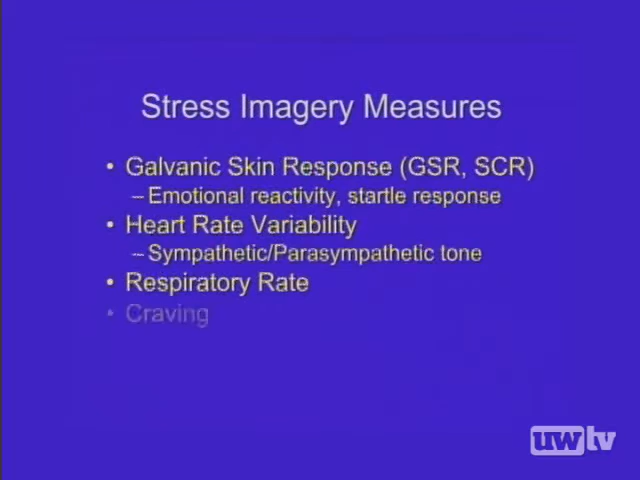 Stress Imagery Measures
• Galvanic Skin Response (GSR, SCR)
– Emotional reactivity, startle response
• Heart Rate Variability
– Sympathetic/Parasympathetic tone
• Respiratory Rate
• Craving
uwtv